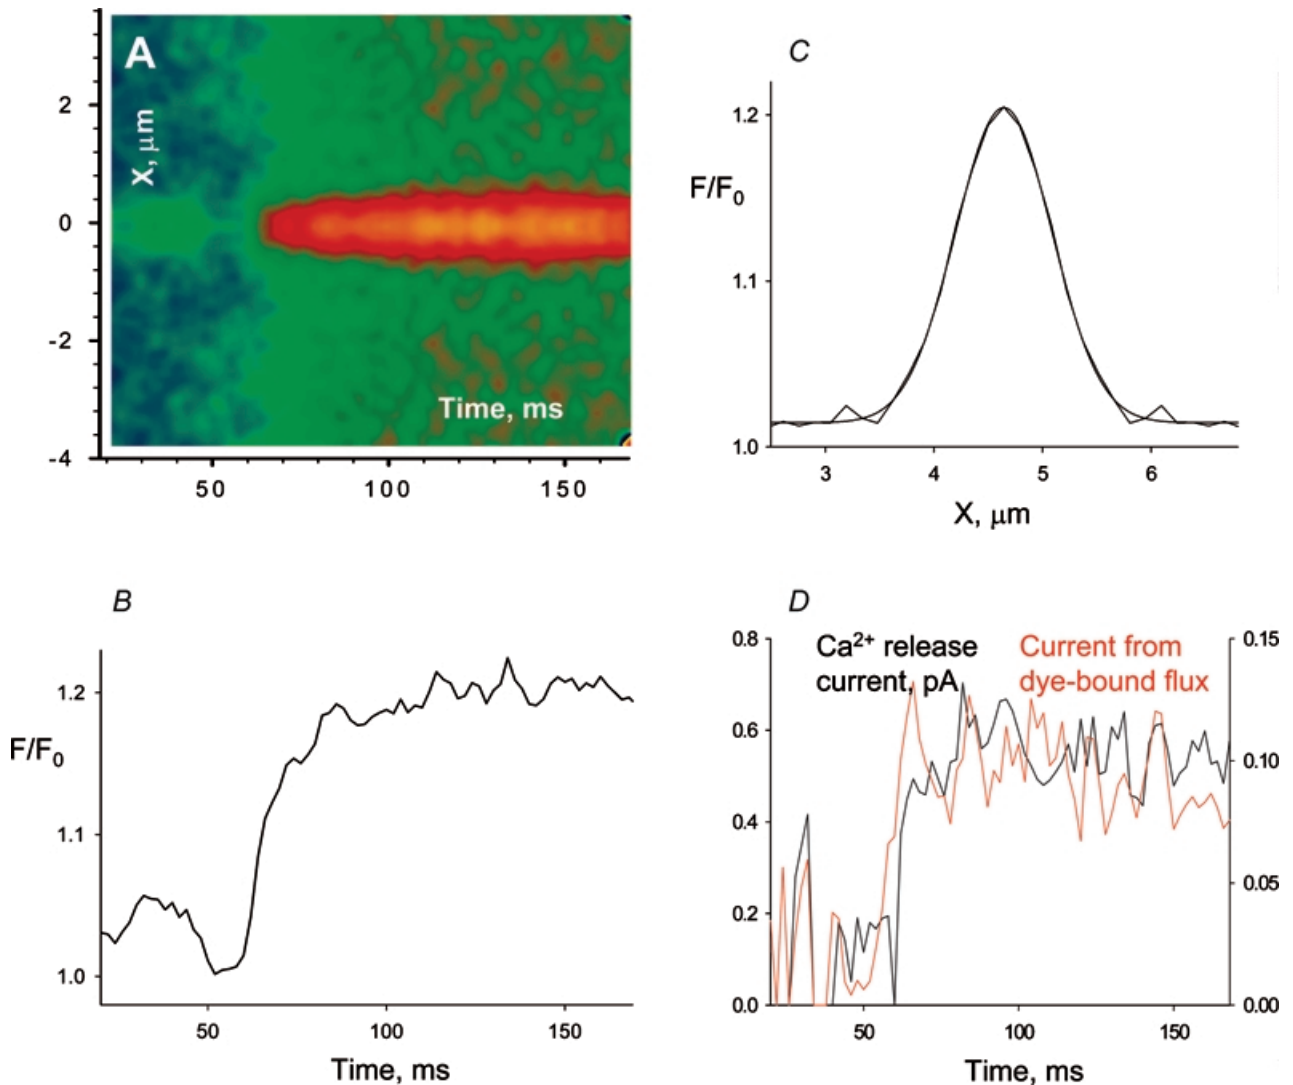 A
X, μm
2
0
-2
-4
Time, ms
50
100
150
C
1.2
F/F0
1.1
1.0
3
4
5
6
X, μm
B
1.2
F/F0
1.1
1.0
50
100
150
Time, ms
D
0.8
0.6
0.4
0.2
0.0
Ca2+ release
current, pA
Current from
dye-bound flux
0.15
0.10
0.05
0.00
50
100
150
Time, ms